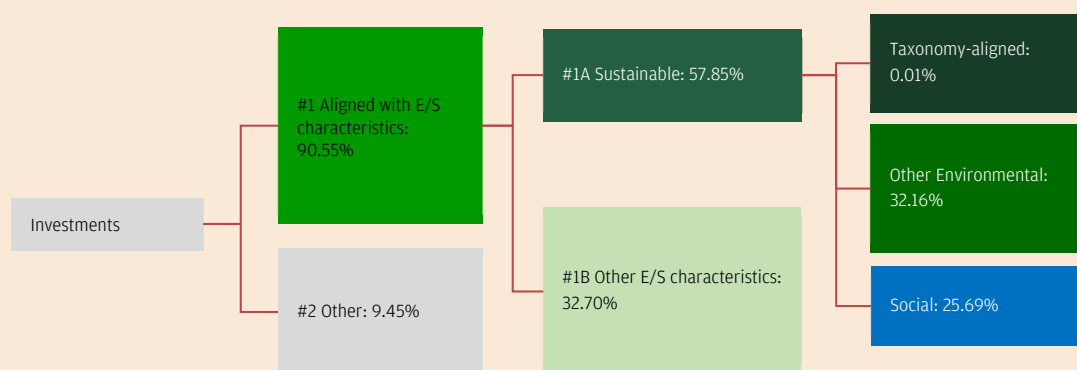 Investments
#1 Aligned with E/S
characteristics:
90.55%
#2 Other: 9.45%
#1A Sustainable: 57.85%
#1B Other E/S characteristics:
32.70%
Taxonomy-aligned:
0.01%
Other Environmental:
32.16%
Social: 25.69%